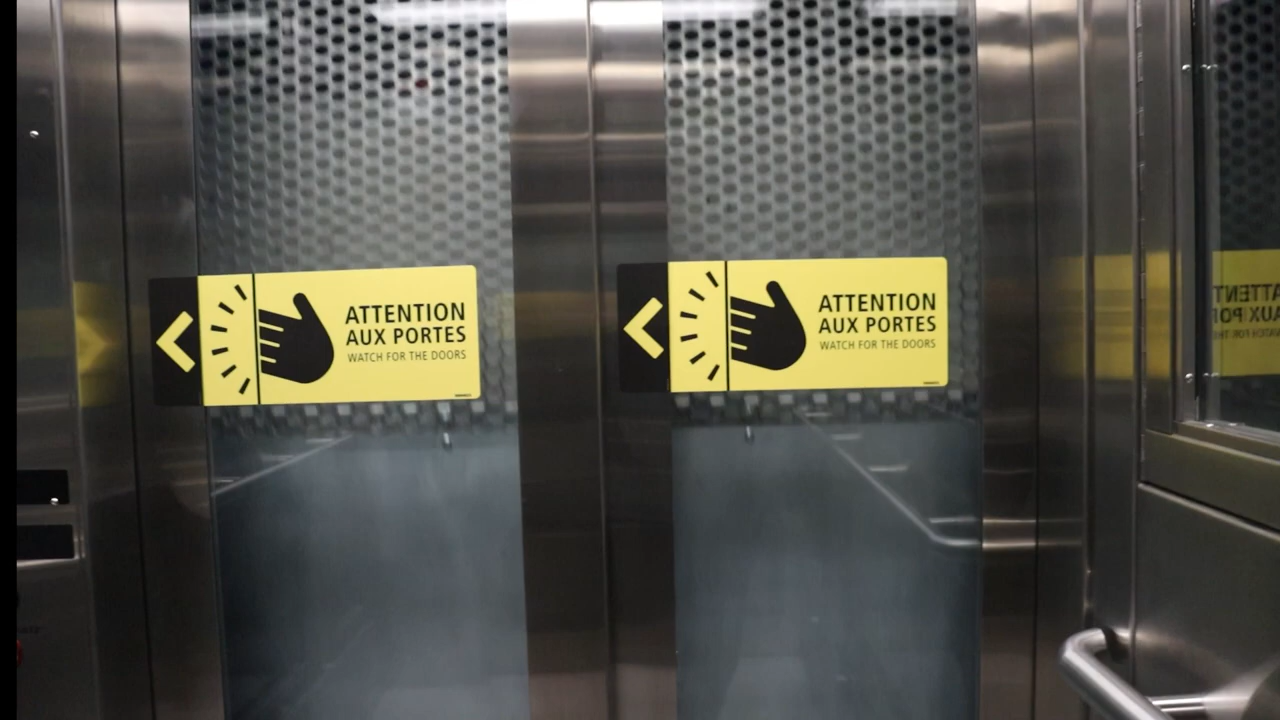 ATTENTION
AUX PORTES
WATCH FOR THE DOORS
ATTENTION
AUX PORTES
WATCH FOR THE DOORS